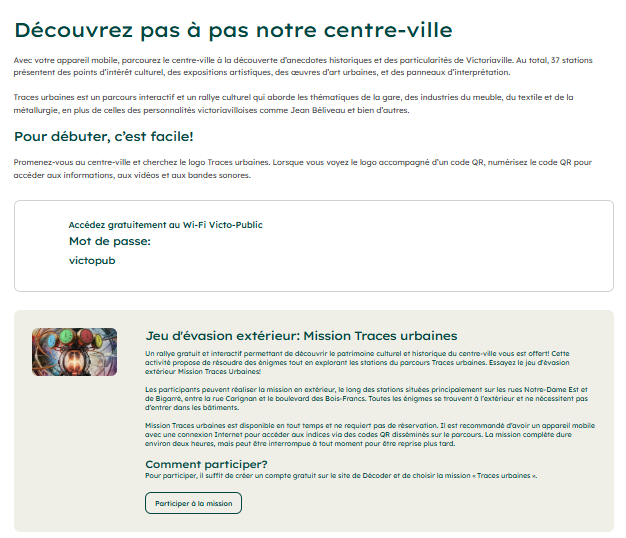 Découvrez pas à pas notre centre-ville
Avec votre appareil mobile, parcourez le centre-ville à la découverte d'anecdotes historiques et des particularités de Victoriaville. Au total, 37 stations
présentent des points d'intérêt culturel, des expositions artistiques, des œuvres d'art urbains, et des panneaux d'interprétation.
Traces urbaines est un parcours interactif et un rallye culturel qui aborde les thématiques de la gare, des industries du meuble, du textile et de la
métallurgie, en plus de celles des personnalités victoriavilloises comme Jean Béliveau et bien d'autres.
Pour débuter, c'est facile!
Promenez-vous au centre-ville et cherchez le logo Traces urbaines. Lorsque vous voyez le logo accompagné d'un code QR, numérisez le code QR pour
accéder aux informations, aux vidéos et aux bandes sonores.
Accédez gratuitement au Wi-Fi Victo-Public
Mot de passe:
victopub
Jeu d'évasion extérieur: Mission Traces urbaines
Un rallye gratuit et interactif permettant de découvrir le patrimoine culturel et historique du centre-ville vous est offert! Cette
activité propose de résoudre des énigmes tout en explorant les stations du parcours Traces urbaines. Essayez le jeu d'évasion
extérieur Mission Traces Urbaines!
Les participants peuvent réaliser la mission en extérieur, le long des stations situées principalement sur les rues Notre-Dame Est et
de Bigarré, entre la rue Carignan et le boulevard des Bois-Francs. Toutes les énigmes se trouvent à l'extérieur et ne nécessitent pas
d'entrer dans les bâtiments.
Mission Traces urbaines est disponible en tout temps et ne requiert pas de réservation. Il est recommandé d'avoir un appareil mobile
avec une connexion Internet pour accéder aux indices via des codes QR disséminés sur le parcours. La mission complète dure
environ deux heures, mais peut être interrompue à tout moment pour être reprise plus tard.
Comment participer?
Pour participer, il suffit de créer un compte gratuit sur le site de Décoder et de choisir la mission « Traces urbaines ».
Participer à la mission